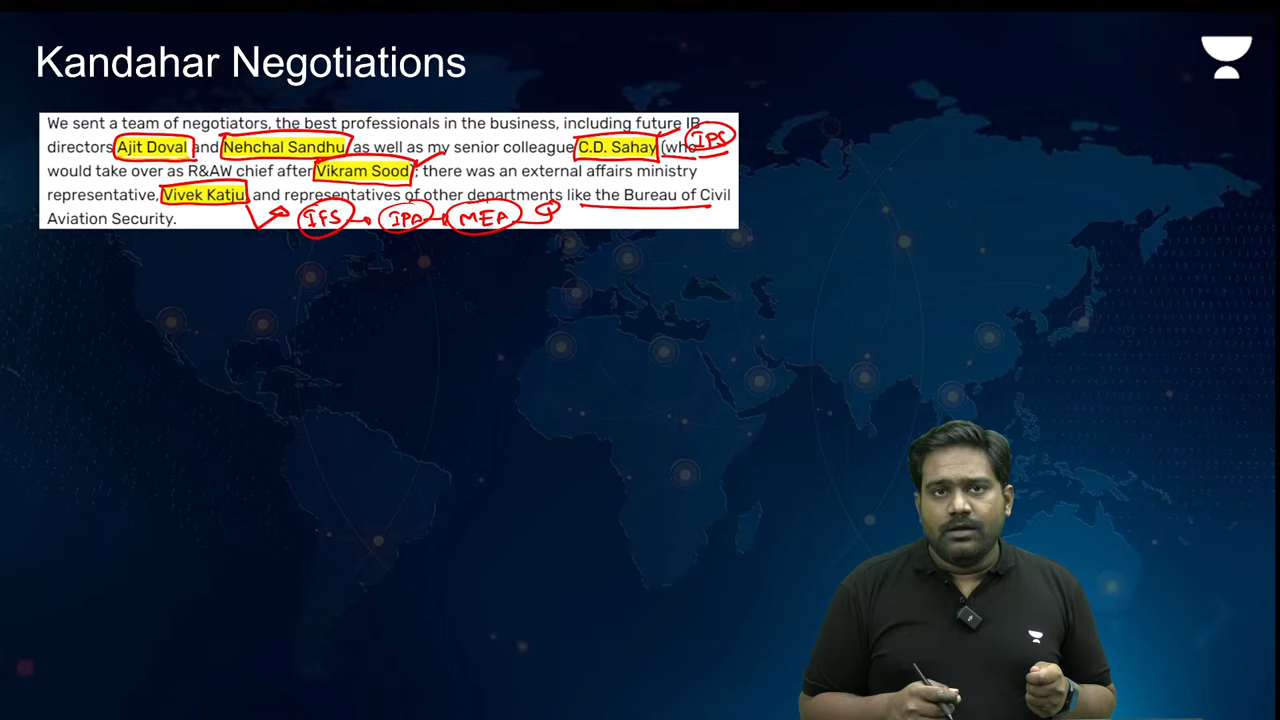 Kandahar Negotiations
We sent a team of negotiators, the best professionals in the business, including future IB
directors Ajit Doval and Nehchal Sandhu, as well as my senior colleague C.D. Sahay (who
IPS
would take over as R&AW chief after Vikram Sood); there was an external affairs ministry
representative, Vivek Katju, and representatives of other departments like the Bureau of Civil
Aviation Security.
IFS IPA MEA